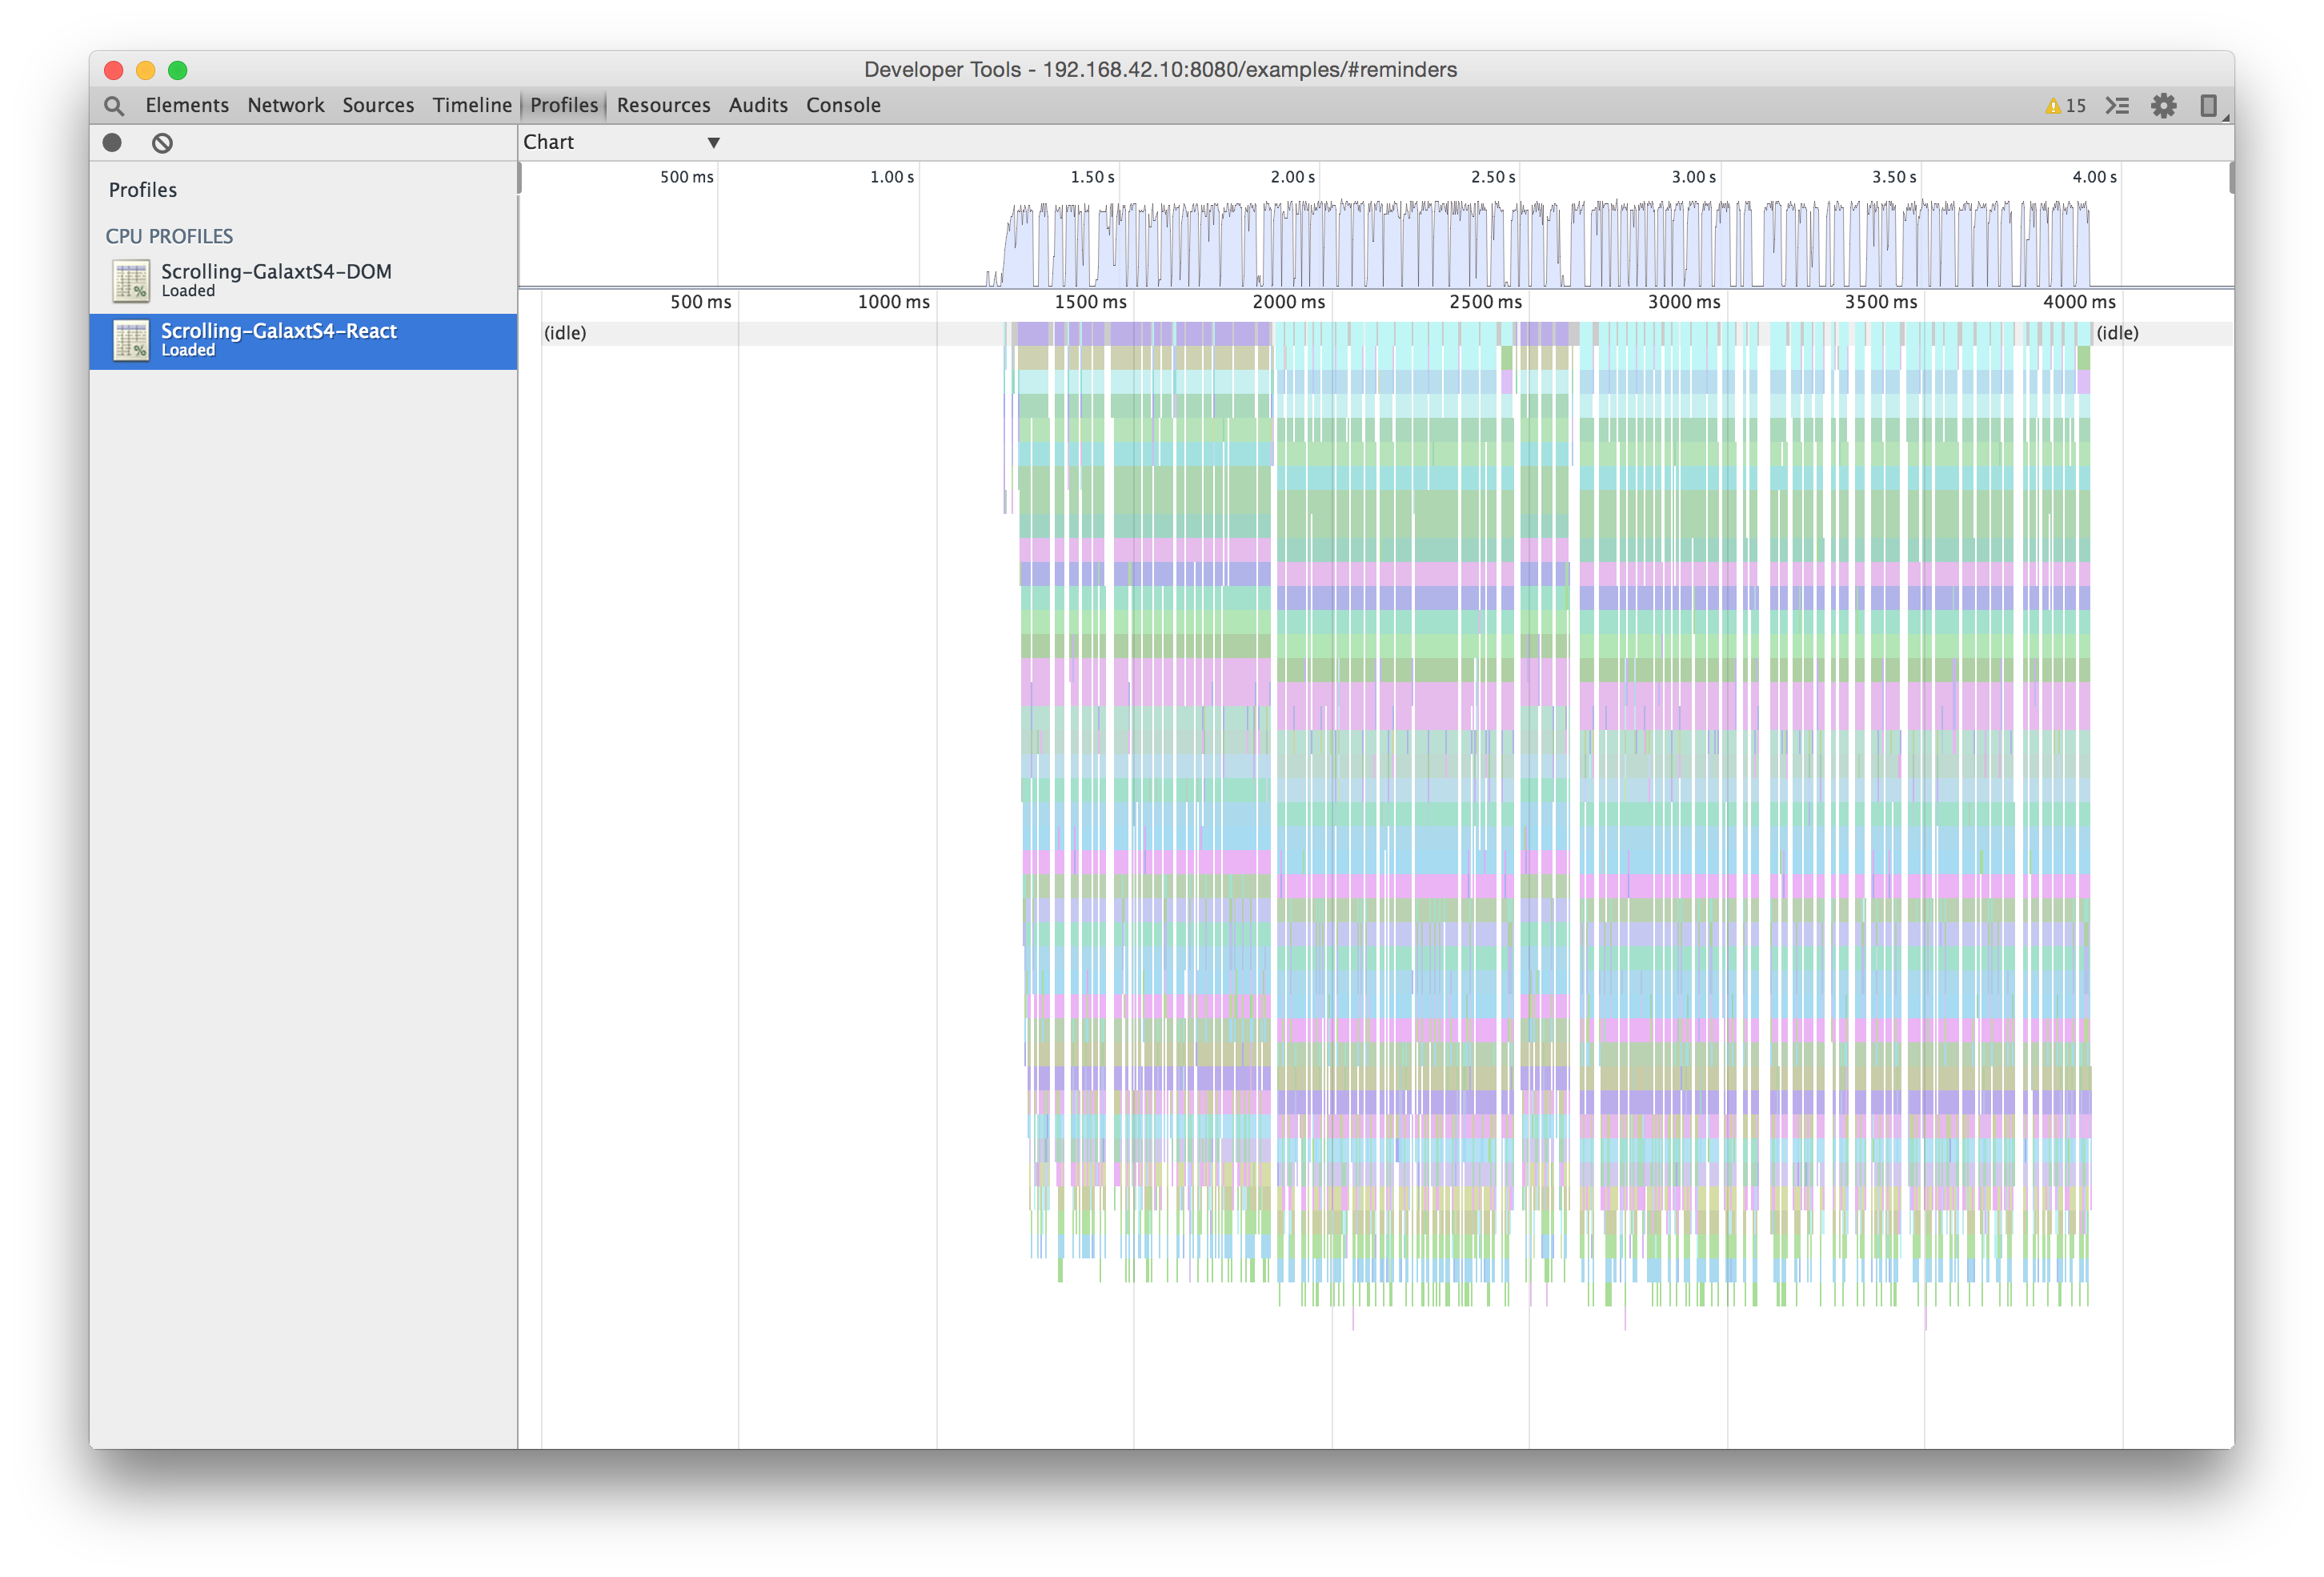 Developer Tools - 192.168.42.10:8080/examples/#reminders
Elements Network Sources Timeline Profiles Resources Audits Console 15
Chart
Profiles
CPU PROFILES
Scrolling-GalaxtS4-DOM
Loaded
Scrolling-GalaxtS4-React
Loaded
500 ms 1.00 s 1.50 s 2.00 s 2.50 s 3.00 s 3.50 s 4.00 s
500 ms 1000 ms 1500 ms 2000 ms 2500 ms 3000 ms 3500 ms 4000 ms
(idle) (idle)